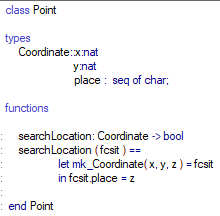 class Point
types
Coordinate::x:nat
y:nat
place : seq of char;
functions
: searchLocation: Coordinate -> bool
: searchLocation ( fcsit ) ==
: let mk_Coordinate( x, y, z ) = fcsit
: in fcsit.place = z
:
: end Point